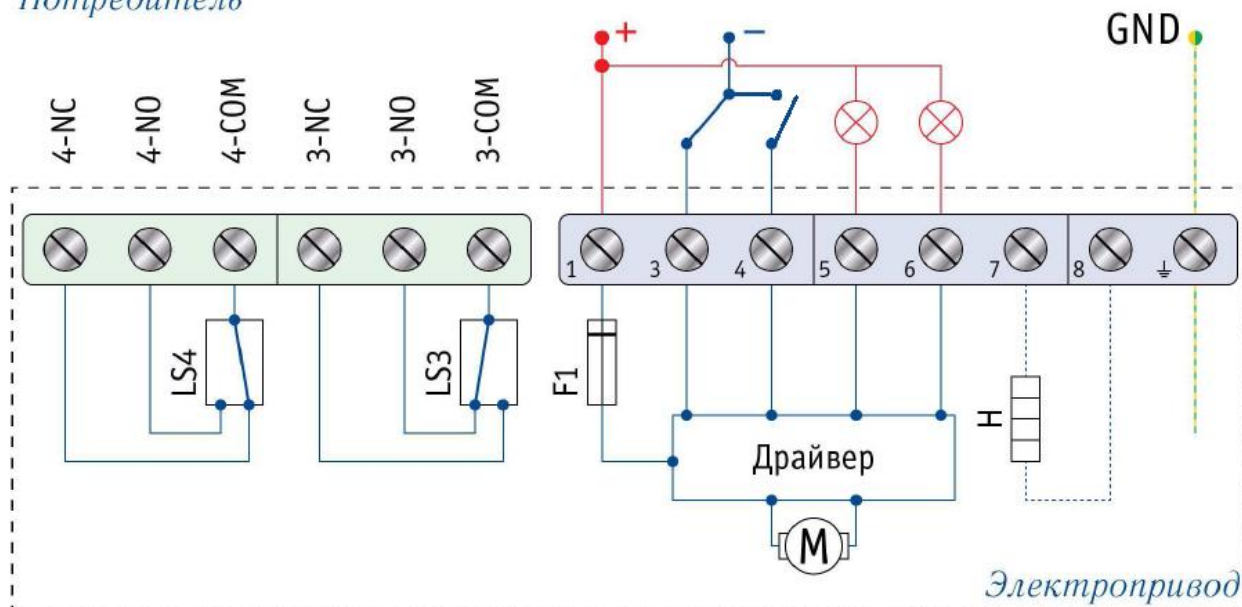 Потребитель
+
−
GND
4-NC
4-NO
4-COM
3-NC
3-NO
3-COM
1
3
4
5
6
7
8
LS4
LS3
F1
H
Драйвер
M
Электропривод